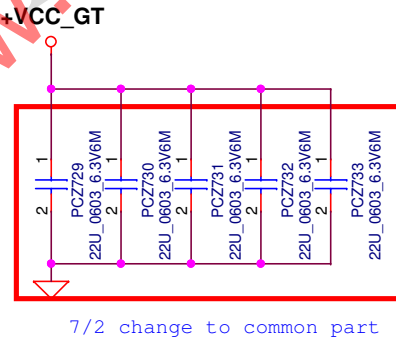 +VCC_GT
1
2
PCZ729
22U_0603_6.3V6M
1
2
PCZ730
22U_0603_6.3V6M
1
2
PCZ731
22U_0603_6.3V6M
1
2
PCZ732
22U_0603_6.3V6M
1
2
PCZ733
22U_0603_6.3V6M
7/2 change to common part